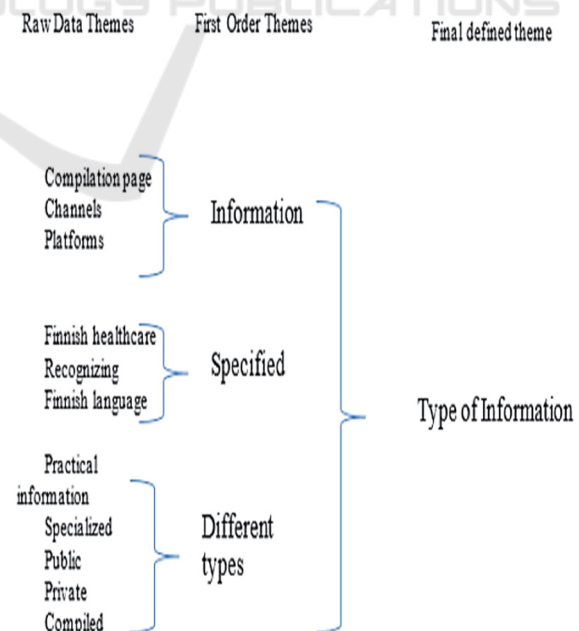 Raw Data Themes
First Order Themes
Final defined theme
Compilation page
Channels
Platforms
Information
Finnish healthcare
Recognizing
Finnish language
Specified
Type of Information
Practical
information
Specialized
Public
Private
Compiled
Different
types